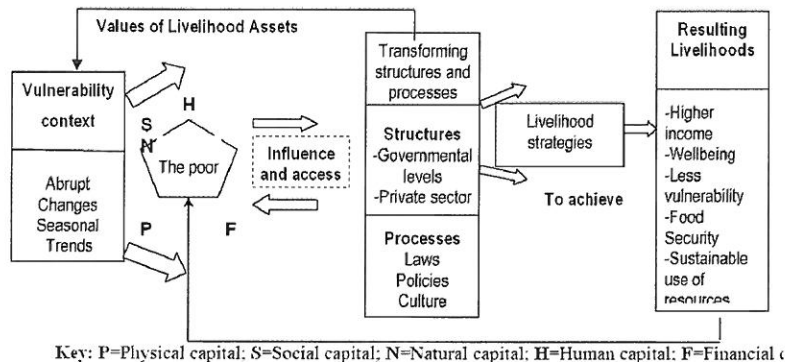 Values of Livelihood Assets
Vulnerability
context
Abrupt
Changes
Seasonal
Trends
H
S
N
The poor
P
F
Influence
and access
Transforming
structures and
processes
Structures
-Governmental
levels
-Private sector
Processes
Laws
Policies
Culture
Livelihood
strategies
To achieve
Resulting
Livelihoods
-Higher
income
-Wellbeing
-Less
vulnerability
-Food
Security
-Sustainable
use of
resources
Key: P=Physical capital; S=Social capital; N=Natural capital; H=Human capital; F=Financial